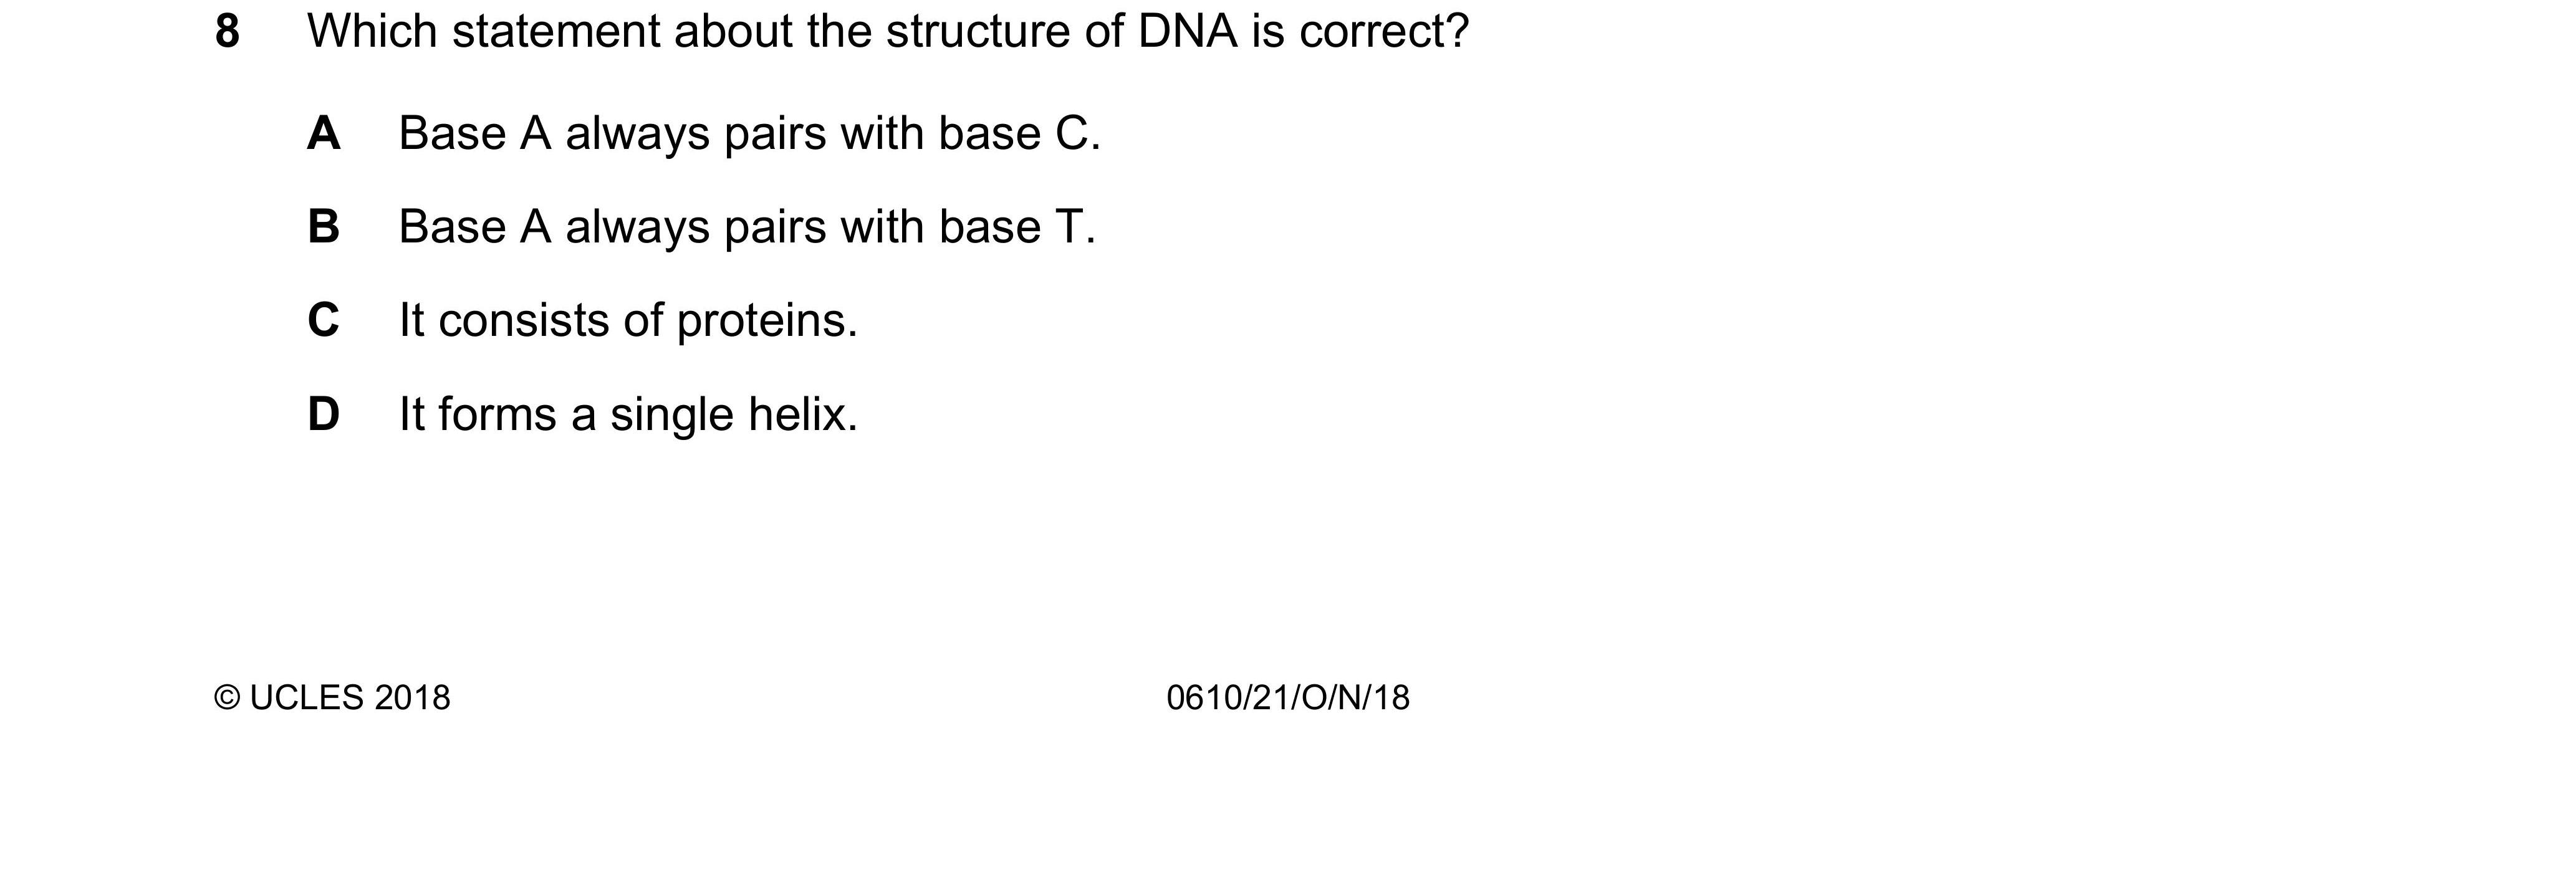 8 Which statement about the structure of DNA is correct?
A Base A always pairs with base C.
B Base A always pairs with base T.
C It consists of proteins.
D It forms a single helix.
© UCLES 2018 0610/21/O/N/18